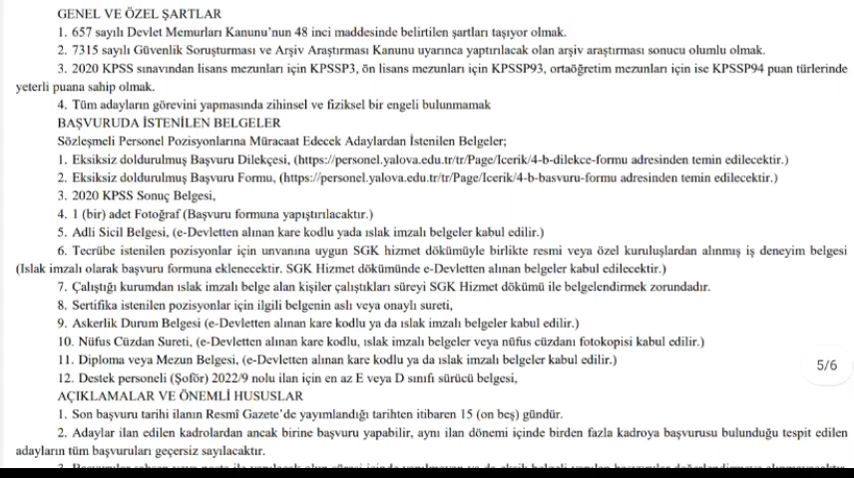 GENEL VE ÖZEL ŞARTLAR
1. 657 sayılı Devlet Memurları Kanunu’nun 48 inci maddesinde belirtilen şartları taşıyor olmak.
2. 7315 sayılı Güvenlik Soruşturması ve Arşiv Araştırması Kanunu uyarınca yaptırılacak olan arşiv araştırması sonucu olumlu olmak.
3. 2020 KPSS sınavından lisans mezunları için KPSSP3, ön lisans mezunları için KPSSP93, ortaöğretim mezunları için ise KPSSP94 puan türlerinde
yeterli puana sahip olmak.
4. Tüm adayların görevini yapmasında zihinsel ve fiziksel bir engeli bulunmamak
BAŞVURUDA İSTENİLEN BELGELER
Sözleşmeli Personel Pozisyonlarına Müracaat Edecek Adaylardan İstenilen Belgeler;
1. Eksiksiz doldurulmuş Başvuru Dilekçesi, (https://personel.yalova.edu.tr/tr/Page/Icerik/4-b-dilekce-formu adresinden temin edilecektir.)
2. Eksiksiz doldurulmuş Başvuru Formu, (https://personel.yalova.edu.tr/tr/Page/Icerik/4-b-basvuru-formu adresinden temin edilecektir.)
3. 2020 KPSS Sonuç Belgesi,
4. 1 (bir) adet Fotoğraf (Başvuru formuna yapıştırılacaktır.)
5. Adli Sicil Belgesi, (e-Devletten alınan kare kodlu yada ıslak imzalı belgeler kabul edilir.)
6. Tecrübe istenilen pozisyonlar için unvanına uygun SGK hizmet dökümüyle birlikte resmi veya özel kuruluşlardan alınmış iş deneyim belgesi
(Islak imzalı olarak başvuru formuna eklenecektir. SGK Hizmet dökümünde e-Devletten alınan belgeler kabul edilecektir.)
7. Çalıştığı kurumdan ıslak imzalı belge alan kişiler çalıştıkları süreyi SGK Hizmet dökümü ile belgelendirmek zorundadır.
8. Sertifika istenilen pozisyonlar için ilgili belgenin aslı veya onaylı sureti,
9. Askerlik Durum Belgesi (e-Devletten alınan kare kodlu ya da ıslak imzalı belgeler kabul edilir.)
10. Nüfus Cüzdan Sureti, (e-Devletten alınan kare kodlu, ıslak imzalı belgeler veya nüfus cüzdanı fotokopisi kabul edilir.)
11. Diploma veya Mezun Belgesi, (e-Devletten alınan kare kodlu ya da ıslak imzalı belgeler kabul edilir.)
5/6
12. Destek personeli (Şoför) 2022/9 nolu ilan için en az E veya D sınıfı sürücü belgesi,
AÇIKLAMALAR VE ÖNEMLİ HUSUSLAR
1. Son başvuru tarihi ilanın Resmî Gazete’de yayımlandığı tarihten itibaren 15 (on beş) gündür.
2. Adaylar ilan edilen kadrolardan ancak birine başvuru yapabilir, aynı ilan dönemi içinde birden fazla kadroya başvurusu bulunduğu tespit edilen
adayların tüm başvuruları geçersiz sayılacaktır.